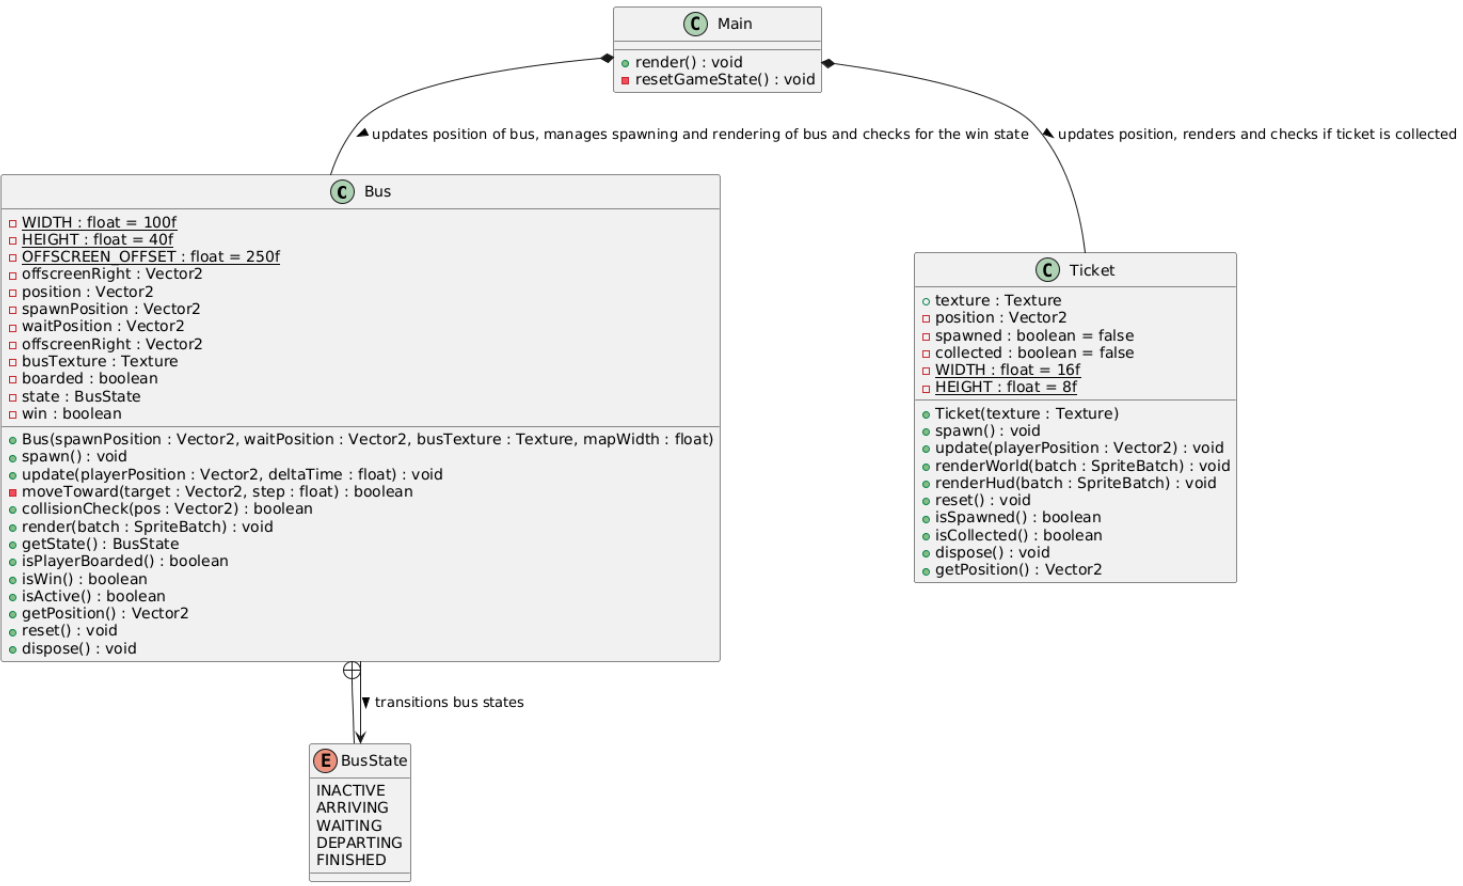 C Main
render() : void
resetGameState() : void
updates position of bus, manages spawning and rendering of bus and checks for the win state
updates position, renders and checks if ticket is collected
C Bus
WIDTH : float = 100f
HEIGHT : float = 40f
OFFSCREEN_OFFSET : float = 250f
offscreenRight : Vector2
position : Vector2
spawnPosition : Vector2
waitPosition : Vector2
offscreenRight : Vector2
busTexture : Texture
boarded : boolean
state : BusState
win : boolean
Bus(spawnPosition : Vector2, waitPosition : Vector2, busTexture : Texture, mapWidth : float)
spawn() : void
update(playerPosition : Vector2, deltaTime : float) : void
moveToward(target : Vector2, step : float) : boolean
collisionCheck(pos : Vector2) : boolean
render(batch : SpriteBatch) : void
getState() : BusState
isPlayerBoarded() : boolean
isWin() : boolean
isActive() : boolean
getPosition() : Vector2
reset() : void
dispose() : void
C Ticket
texture : Texture
position : Vector2
spawned : boolean = false
collected : boolean = false
WIDTH : float = 16f
HEIGHT : float = 8f
Ticket(texture : Texture)
spawn() : void
update(playerPosition : Vector2) : void
renderWorld(batch : SpriteBatch) : void
renderHud(batch : SpriteBatch) : void
reset() : void
isSpawned() : boolean
isCollected() : boolean
dispose() : void
getPosition() : Vector2
transitions bus states
E BusState
INACTIVE
ARRIVING
WAITING
DEPARTING
FINISHED